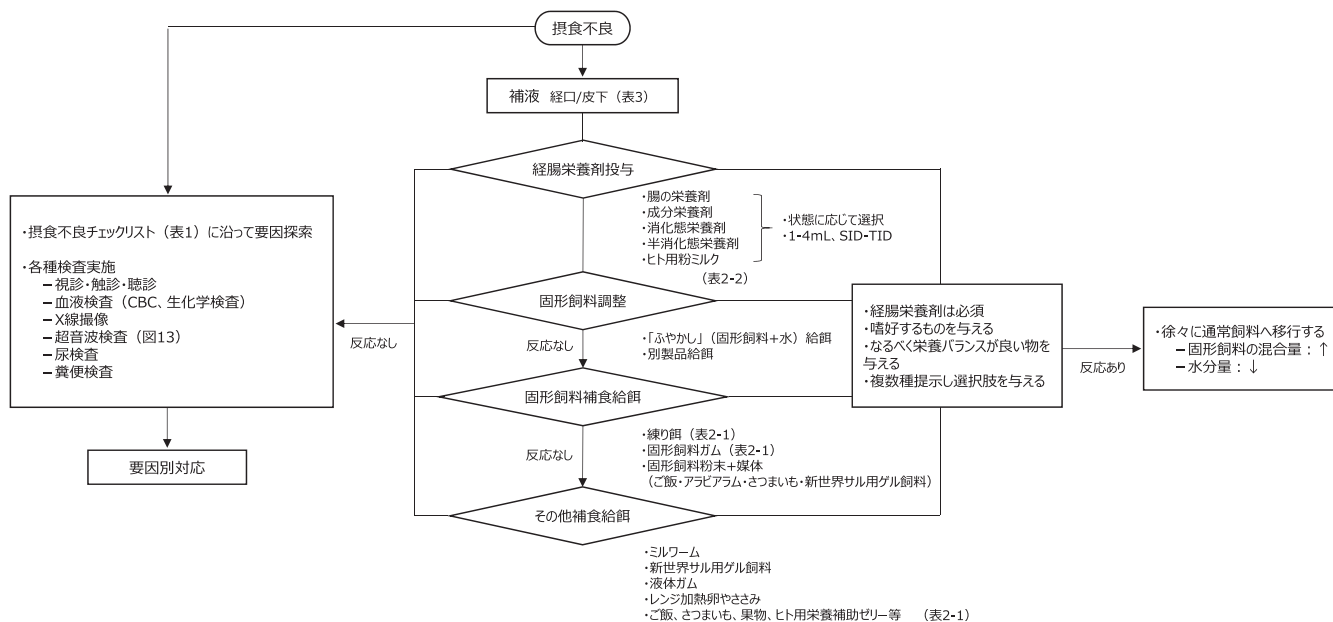 摂食不良
補液 経口/皮下（表3）
経腸栄養剤投与
・腸の栄養剤
・成分栄養剤
・消化態栄養剤
・半消化態栄養剤
・ヒト用粉ミルク
（表2-2）
・状態に応じて選択
・1-4mL、SID-TID
・摂食不良チェックリスト（表1）に沿って要因探索
・各種検査実施
－視診・触診・聴診
－血液検査（CBC、生化学検査）
－X線撮像
－超音波検査（図13）
－尿検査
－糞便検査
反応なし
要因別対応
固形飼料調整
反応なし
・「ふやかし」（固形飼料+水）給餌
・別製品給餌
固形飼料補食給餌
反応なし
・練り餌（表2-1）
・固形飼料ガム（表2-1）
・固形飼料粉末+媒体
（ご飯・アラビアラム・さつまいも・新世界サル用ゲル飼料）
その他補食給餌
・ミルワーム
・新世界サル用ゲル飼料
・液体ガム
・レンジ加熱卵やささみ
・ご飯、さつまいも、果物、ヒト用栄養補助ゼリー等 （表2-1）
・経腸栄養剤は必須
・嗜好するものを与える
・なるべく栄養バランスが良い物を
与える
・複数種提示し選択肢を与える
反応あり
・徐々に通常飼料へ移行する
－固形飼料の混合量：↑
－水分量：↓